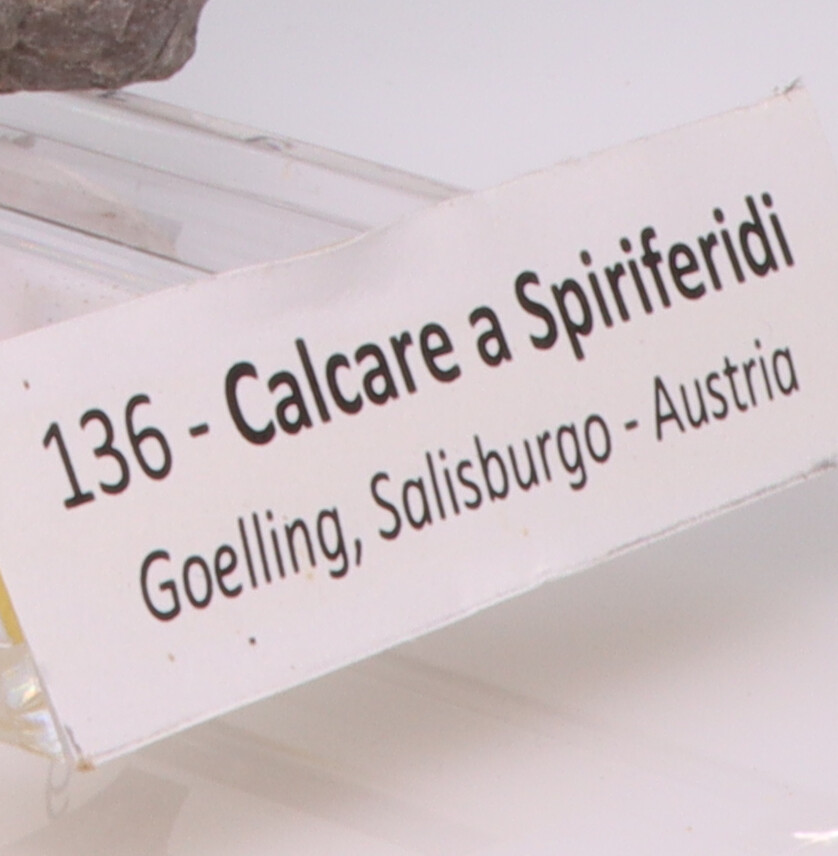 136 - Calcare a Spiriferidi
Goelling, Salisburgo - Austria